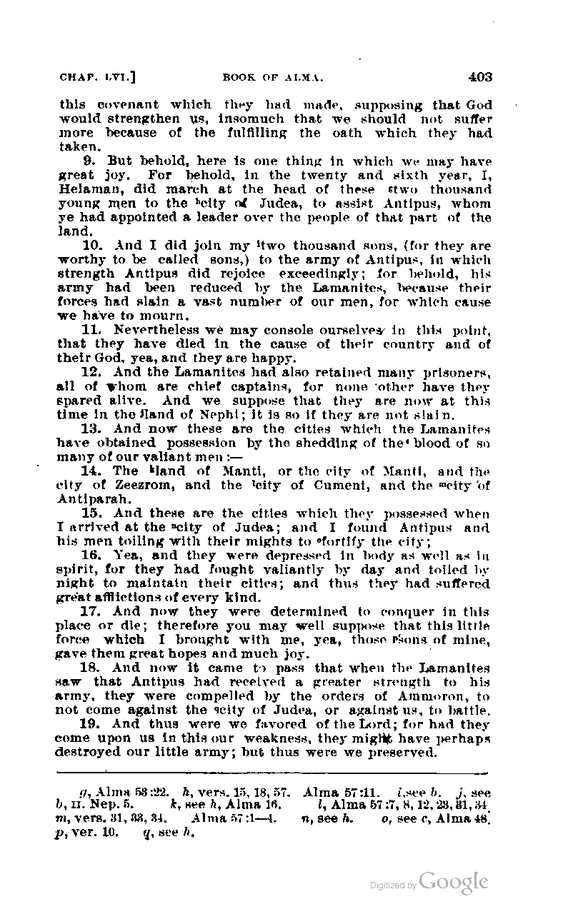 CHAP. LVI.] BOOK OF ALMA. 403
this covenant which they had made, supposing that God
would strengthen us, insomuch that we should not suffer
more because of the fulfilling the oath which they had
taken.
9. But behold, here is one thing in which we may have
great joy. For behold, in the twenty and sixth year, I,
Helaman, did march at the head of these gtwo thousand
young men to the hcity of Judea, to assist Antipus, whom
ye had appointed a leader over the people of that part of the
land.
10. And I did join my itwo thousand sons, (for they are
worthy to be called sons,) to the army of Antipus, in which
strength Antipus did rejoice exceedingly; for behold, his
army had been reduced by the Lamanites, because their
forces had slain a vast number of our men, for which cause
we have to mourn.
11. Nevertheless we may console ourselves in this point,
that they have died in the cause of their country and of
their God, yea, and they are happy.
12. And the Lamanites had also retained many prisoners,
all of whom are chief captains, for none other have they
spared alive. And we suppose that they are now at this
time in the jland of Nephi; it is so if they are not slain.
13. And now these are the cities which the Lamanites
have obtained possession by the shedding of the blood of so
many of our valiant men:—
14. The kland of Manti, or the city of Manti, and the
city of Zeezrom, and the lcity of Cumeni, and the mcity of
Antiparah.
15. And these are the cities which they possessed when
I arrived at the ncity of Judea; and I found Antipus and
his men toiling with their mights to ofortify the city;
16. Yea, and they were depressed in body as well as in
spirit, for they had fought valiantly by day and toiled by
night to maintain their cities; and thus they had suffered
great afflictions of every kind.
17. And now they were determined to conquer in this
place or die; therefore you may well suppose that this little
force which I brought with me, yea, those psons of mine,
gave them great hopes and much joy.
18. And now it came to pass that when the Lamanites
saw that Antipus had received a greater strength to his
army, they were compelled by the orders of Ammoron, to
not come against the qcity of Judea, or against us, to battle.
19. And thus were we favored of the Lord; for had they
come upon us in this our weakness, they might have perhaps
destroyed our little army; but thus were we preserved.
g, Alma 53:22. h, vers. 15, 18, 57. Alma 57:11. i, see b. j, see
b, II. Nep. 5. k, see h, Alma 16. l, Alma 57:7, 8, 12, 23, 31, 34.
m, vers. 31, 33, 34. Alma 57:1—4. n, see h. o, see c, Alma 48.
p, ver. 10. q, see h.
Digitized by Google